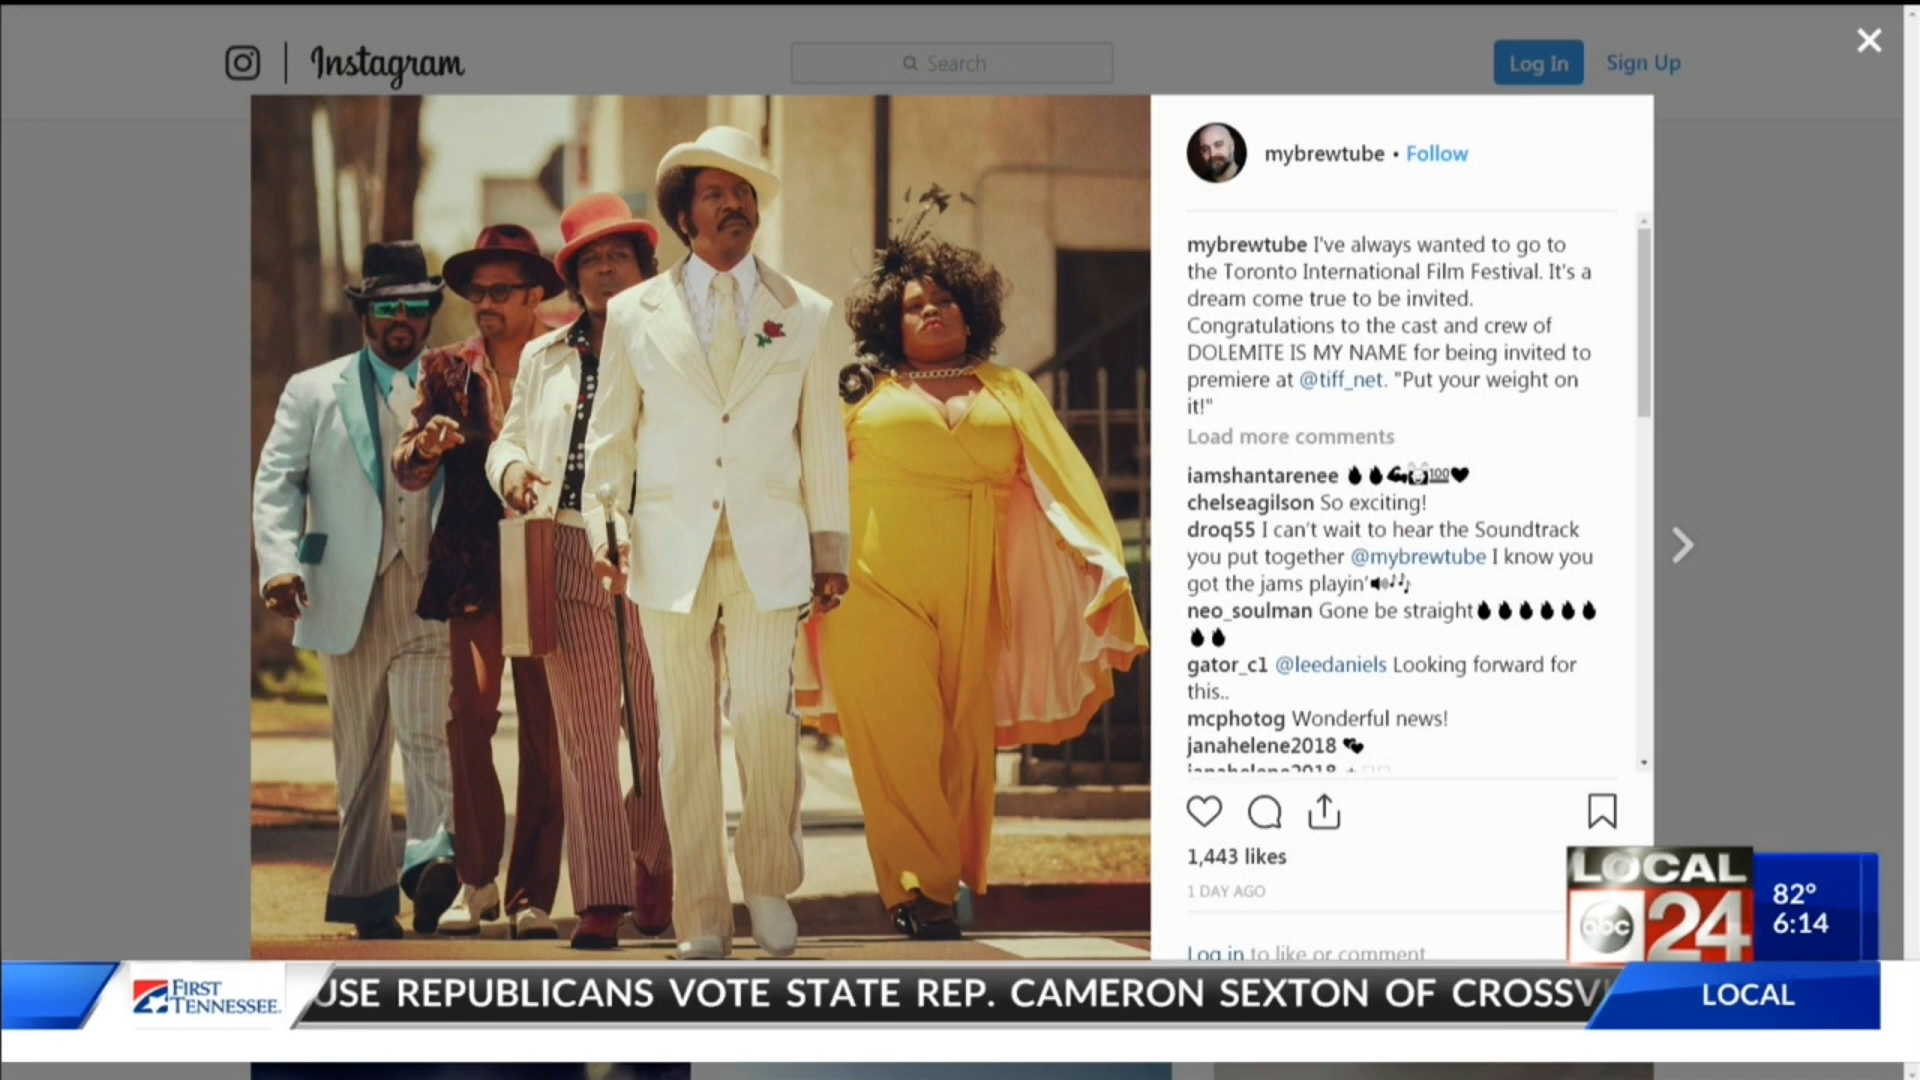 Instagram
Search
Log In
Sign Up
mybrewtube • Follow
mybrewtube I've always wanted to go to
the Toronto International Film Festival. It's a
dream come true to be invited.
Congratulations to the cast and crew of
DOLEMITE IS MY NAME for being invited to
premiere at @tiff_net. "Put your weight on
it!"
Load more comments
iamshantarenee 🔥🔥💪🙌💯❤
chelseagilson So exciting!
droq55 I can't wait to hear the Soundtrack
you put together @mybrewtube I know you
got the jams playin'🔊🎶
neo_soulman Gone be straight🔥🔥🔥🔥🔥🔥
🔥🔥
gator_c1 @leedaniels Looking forward for
this..
mcphotog Wonderful news!
janahelene2018 💕
janahelene2018
1,443 likes
1 DAY AGO
Log in to like or comment
LOCAL
abc 24
82°
6:14
FIRST
TENNESSEE.
USE REPUBLICANS VOTE STATE REP. CAMERON SEXTON OF CROSSV
LOCAL